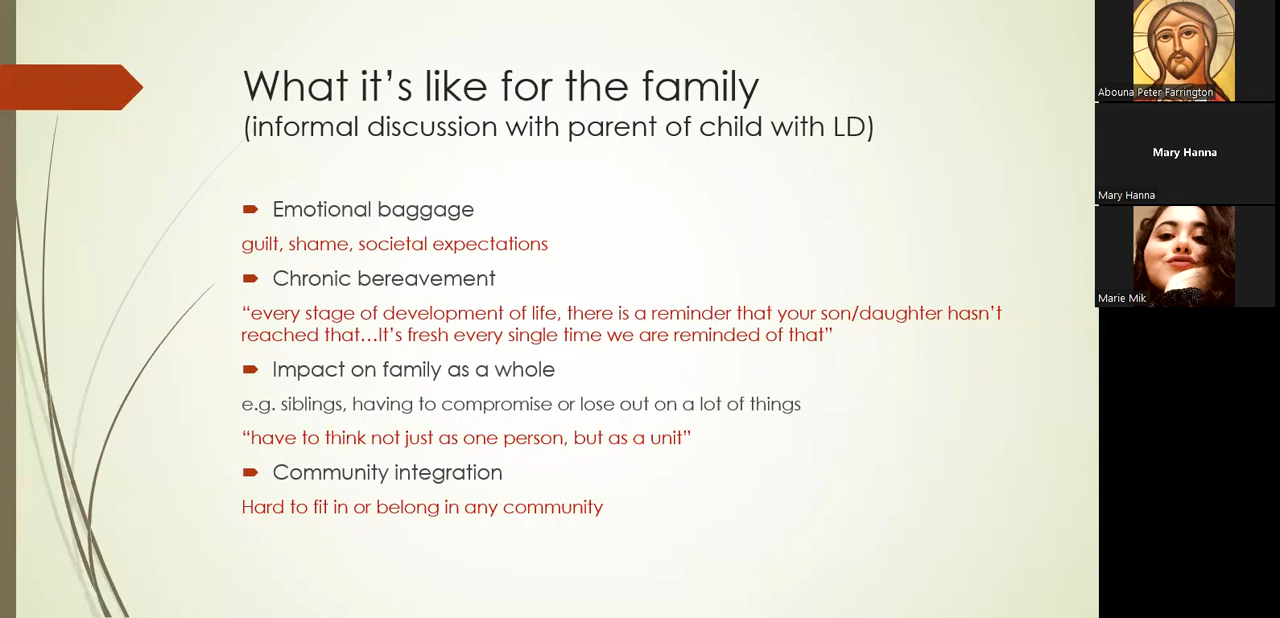 What it’s like for the family
(informal discussion with parent of child with LD)
Emotional baggage
guilt, shame, societal expectations
Chronic bereavement
“every stage of development of life, there is a reminder that your son/daughter hasn’t
reached that…It’s fresh every single time we are reminded of that”
Impact on family as a whole
e.g. siblings, having to compromise or lose out on a lot of things
“have to think not just as one person, but as a unit”
Community integration
Hard to fit in or belong in any community
Abouna Peter Farrington
Mary Hanna
Mary Hanna
Marie Mik